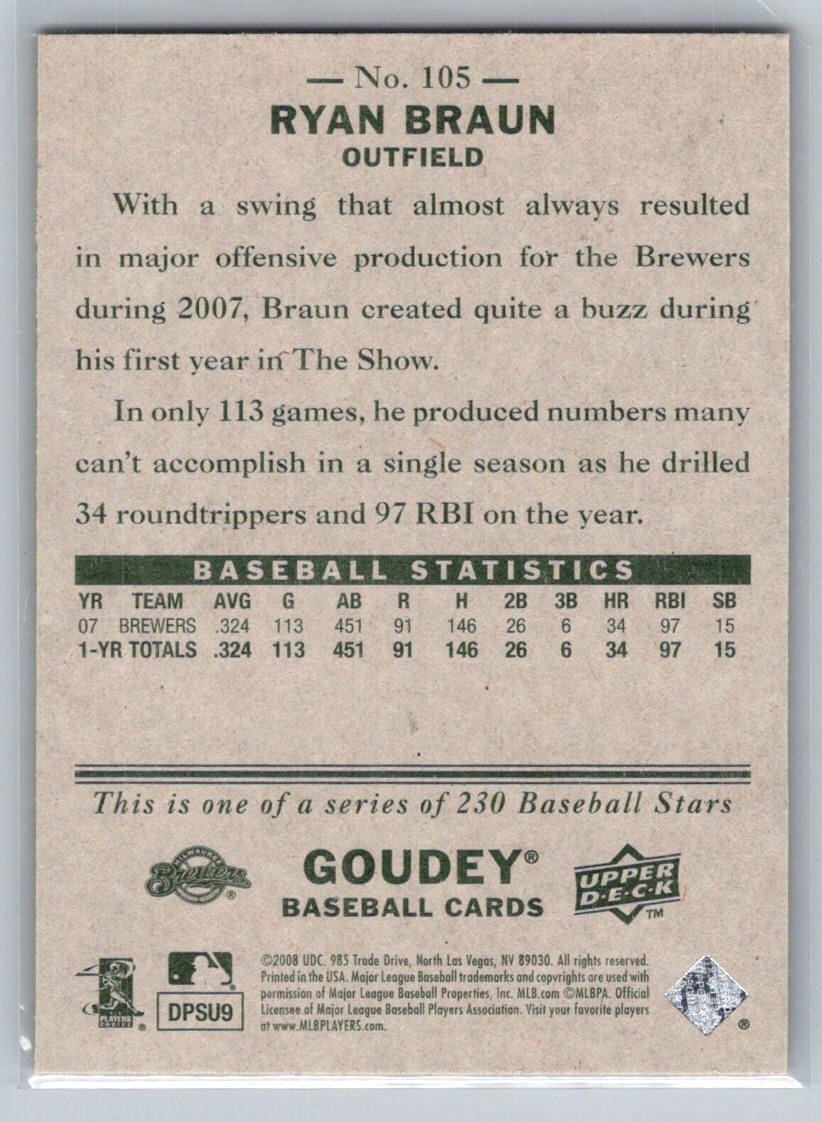 — No. 105 —
RYAN BRAUN
OUTFIELD
With a swing that almost always resulted
in major offensive production for the Brewers
during 2007, Braun created quite a buzz during
his first year in The Show.
In only 113 games, he produced numbers many
can't accomplish in a single season as he drilled
34 roundtrippers and 97 RBI on the year.
BASEBALL STATISTICS
YR TEAM AVG G AB R H 2B 3B HR RBI SB
07 BREWERS .324 113 451 91 146 26 6 34 97 15
1-YR TOTALS .324 113 451 91 146 26 6 34 97 15
This is one of a series of 230 Baseball Stars
MILWAUKEE
Brewers®
GOUDEY®
BASEBALL CARDS
UPPER
D·E·C·K
TM
PLAYERS
CHOICE ®
DPSU9
©2008 UDC. 985 Trade Drive, North Las Vegas, NV 89030. All rights reserved.
Printed in the USA. Major League Baseball trademarks and copyrights are used with
permission of Major League Baseball Properties, Inc. MLB.com ©MLBPA. Official
Licensee of Major League Baseball Players Association. Visit your favorite players
at www.MLBPLAYERS.com.
®